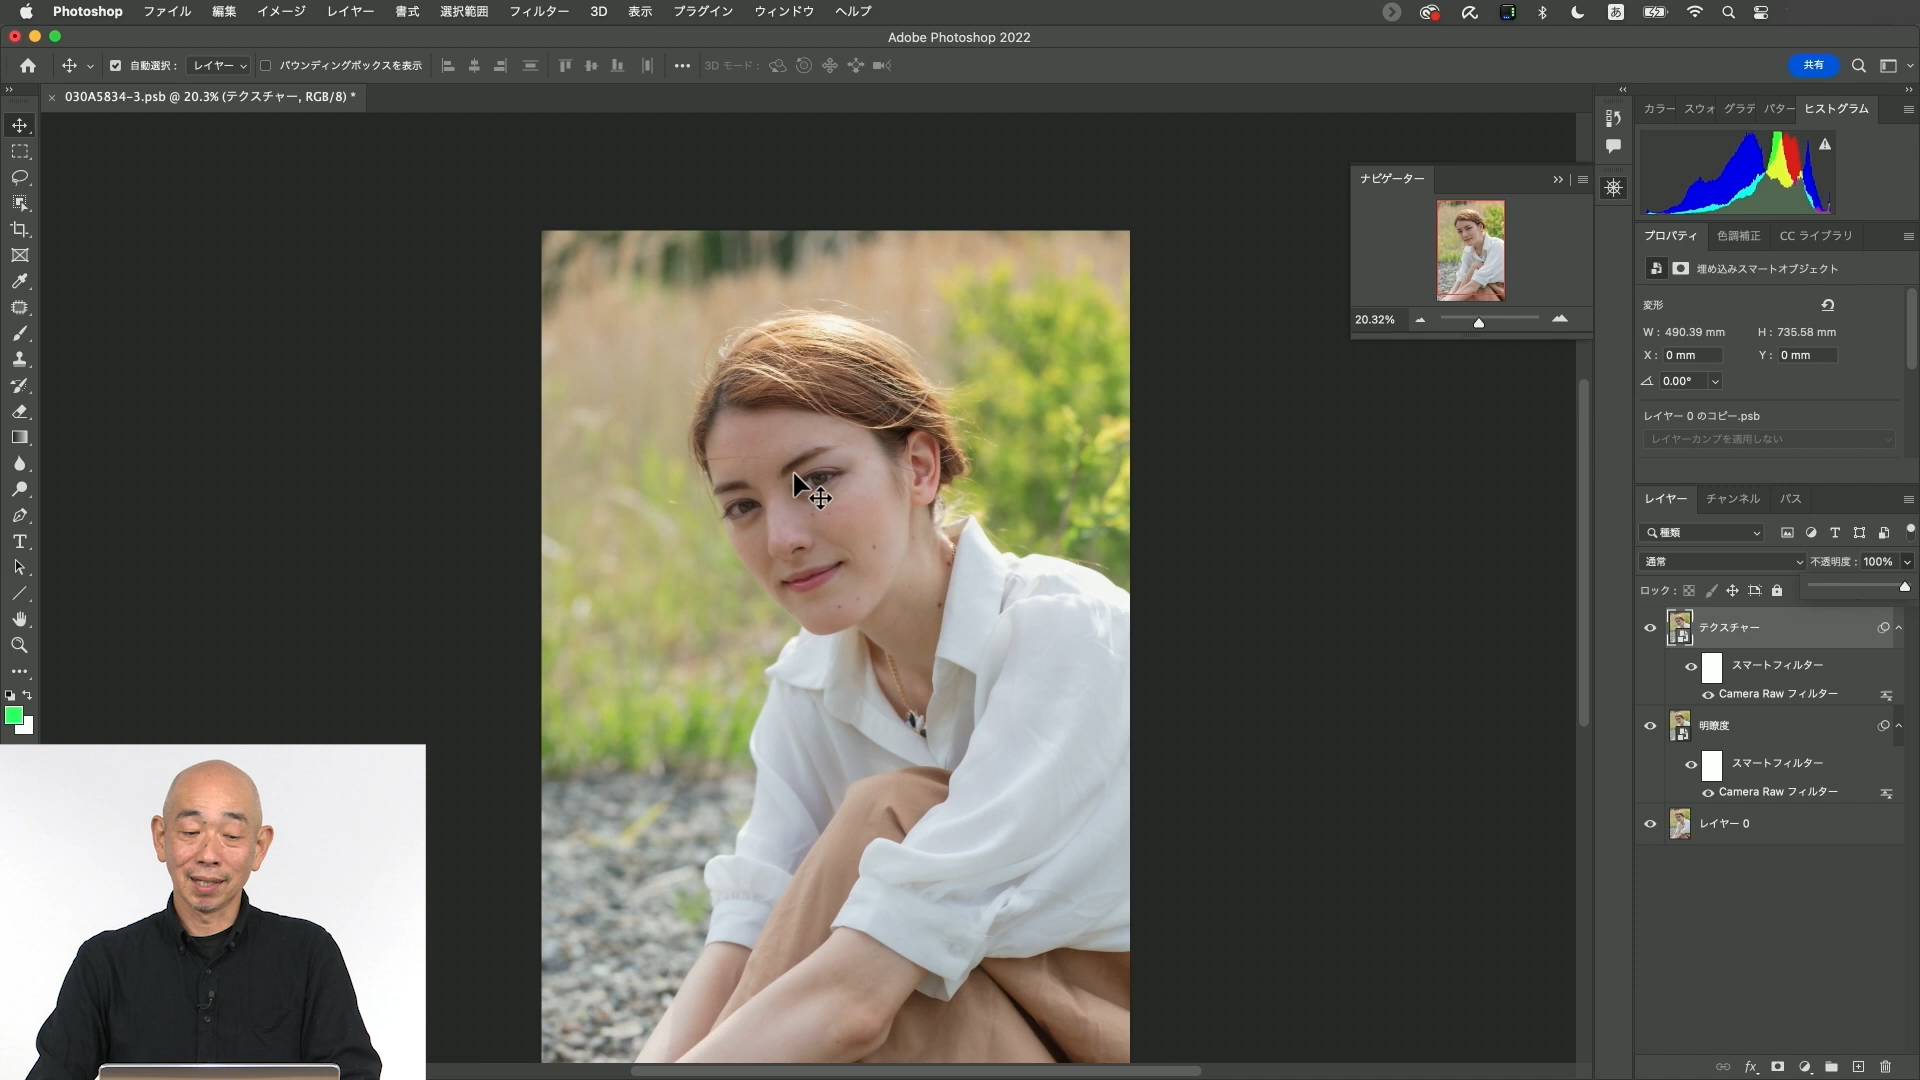 Photoshop ファイル 編集 イメージ レイヤー 書式 選択範囲 フィルター 3D 表示 プラグイン ウィンドウ ヘルプ あ
Adobe Photoshop 2022
自動選択： レイヤー バウンディングボックスを表示 3D モード： 共有
030A5834-3.psb @ 20.3% (テクスチャー, RGB/8) *
カラー スウォ グラデ パター ヒストグラム
ナビゲーター
20.32%
プロパティ 色調補正 CC ライブラリ
埋め込みスマートオブジェクト
変形
W： 490.39 mm H： 735.58 mm
X： 0 mm Y： 0 mm
0.00°
レイヤー 0 のコピー.psb
レイヤーカンプを適用しない
レイヤー チャンネル パス
種類
通常 不透明度： 100%
ロック：
テクスチャー
スマートフィルター
Camera Raw フィルター
明瞭度
スマートフィルター
Camera Raw フィルター
レイヤー 0
fx